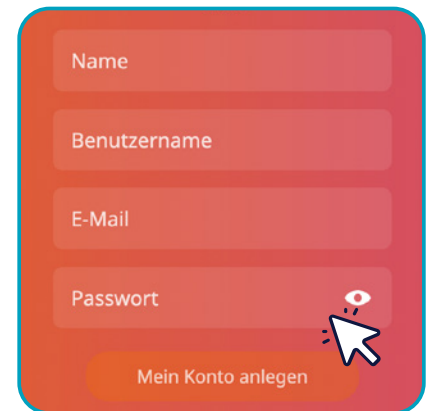 Name
Benutzername
E-Mail
Passwort
Mein Konto anlegen